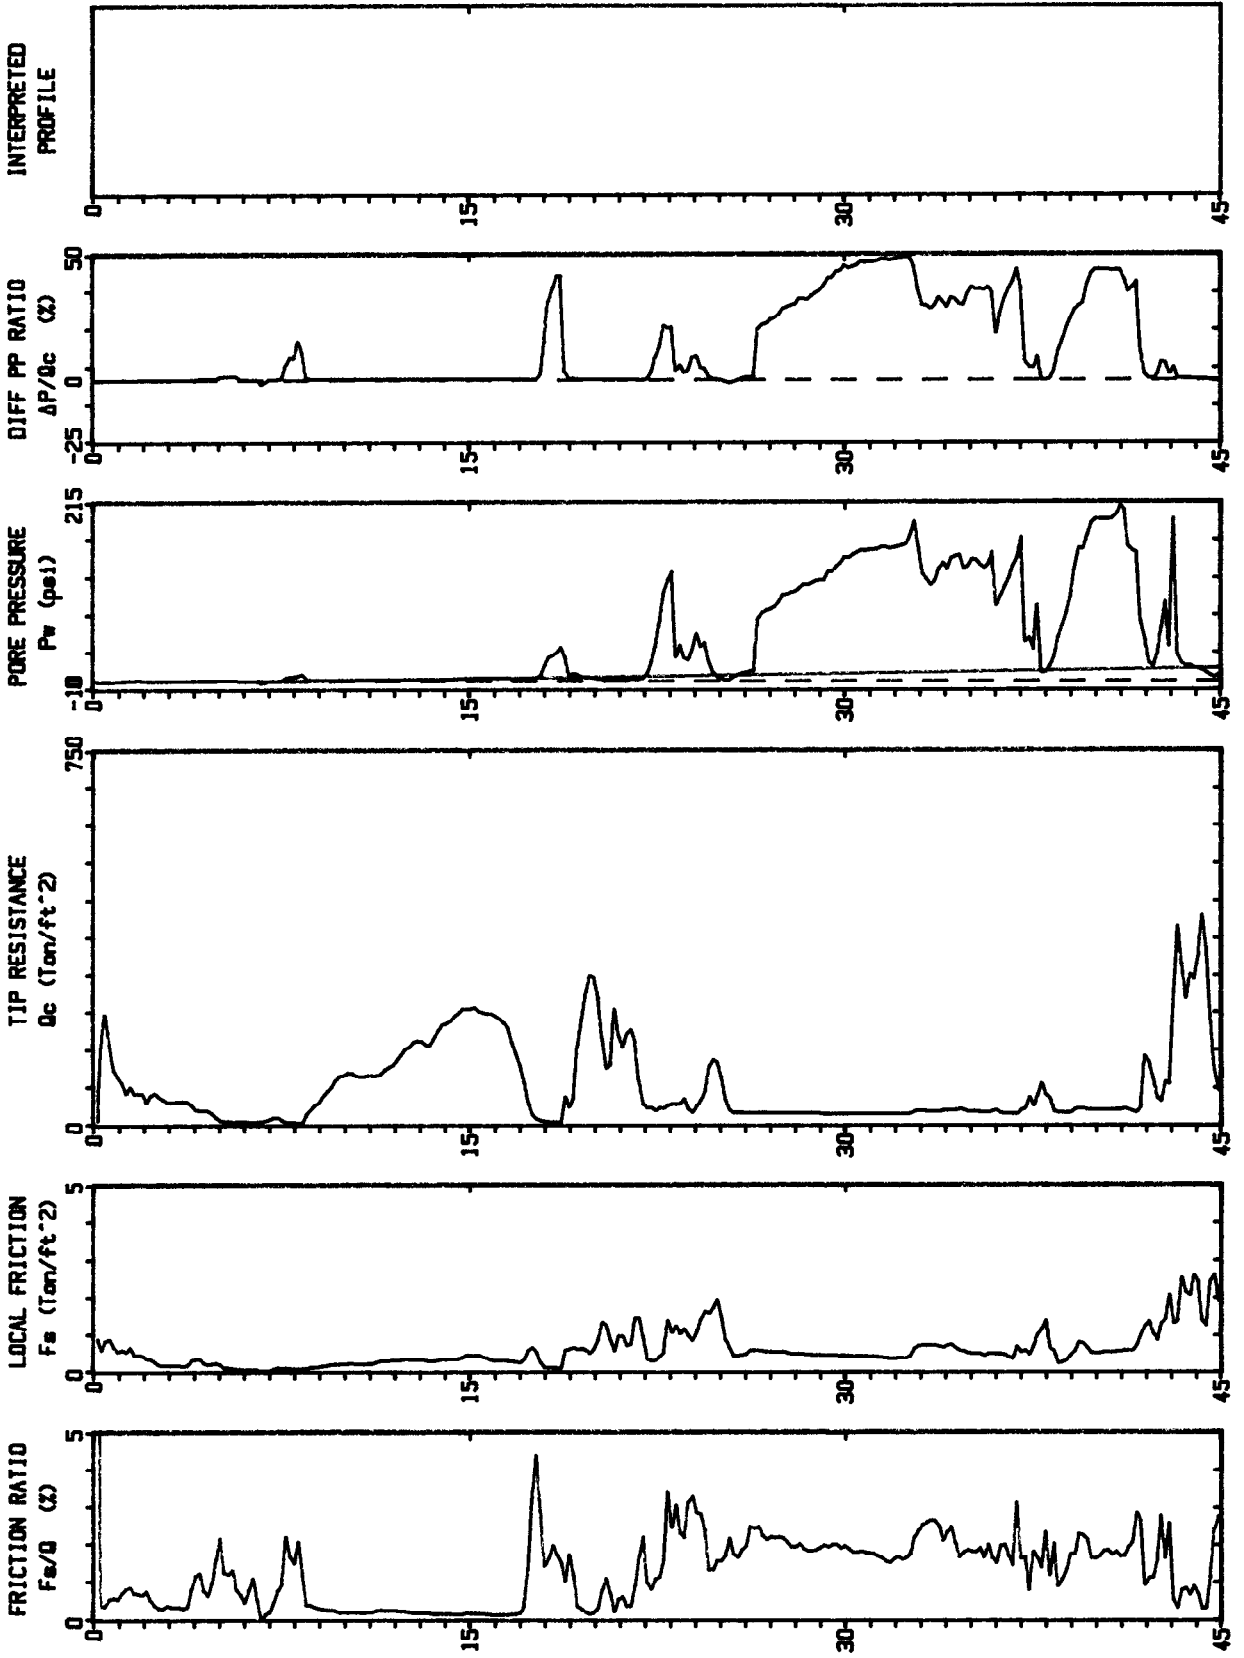 INTERPRETED
PROFILE
0
15
30
45
DIFF PP RATIO
ΔP/Qc (%)
50
0
-25
0
15
30
45
PORE PRESSURE
Pw (psi)
215
-10
0
15
30
45
TIP RESISTANCE
Qc (Ton/ft^2)
750
0
0
15
30
45
LOCAL FRICTION
Fs (Ton/ft^2)
5
0
0
15
30
45
FRICTION RATIO
Fs/Q (%)
5
0
0
15
30
45